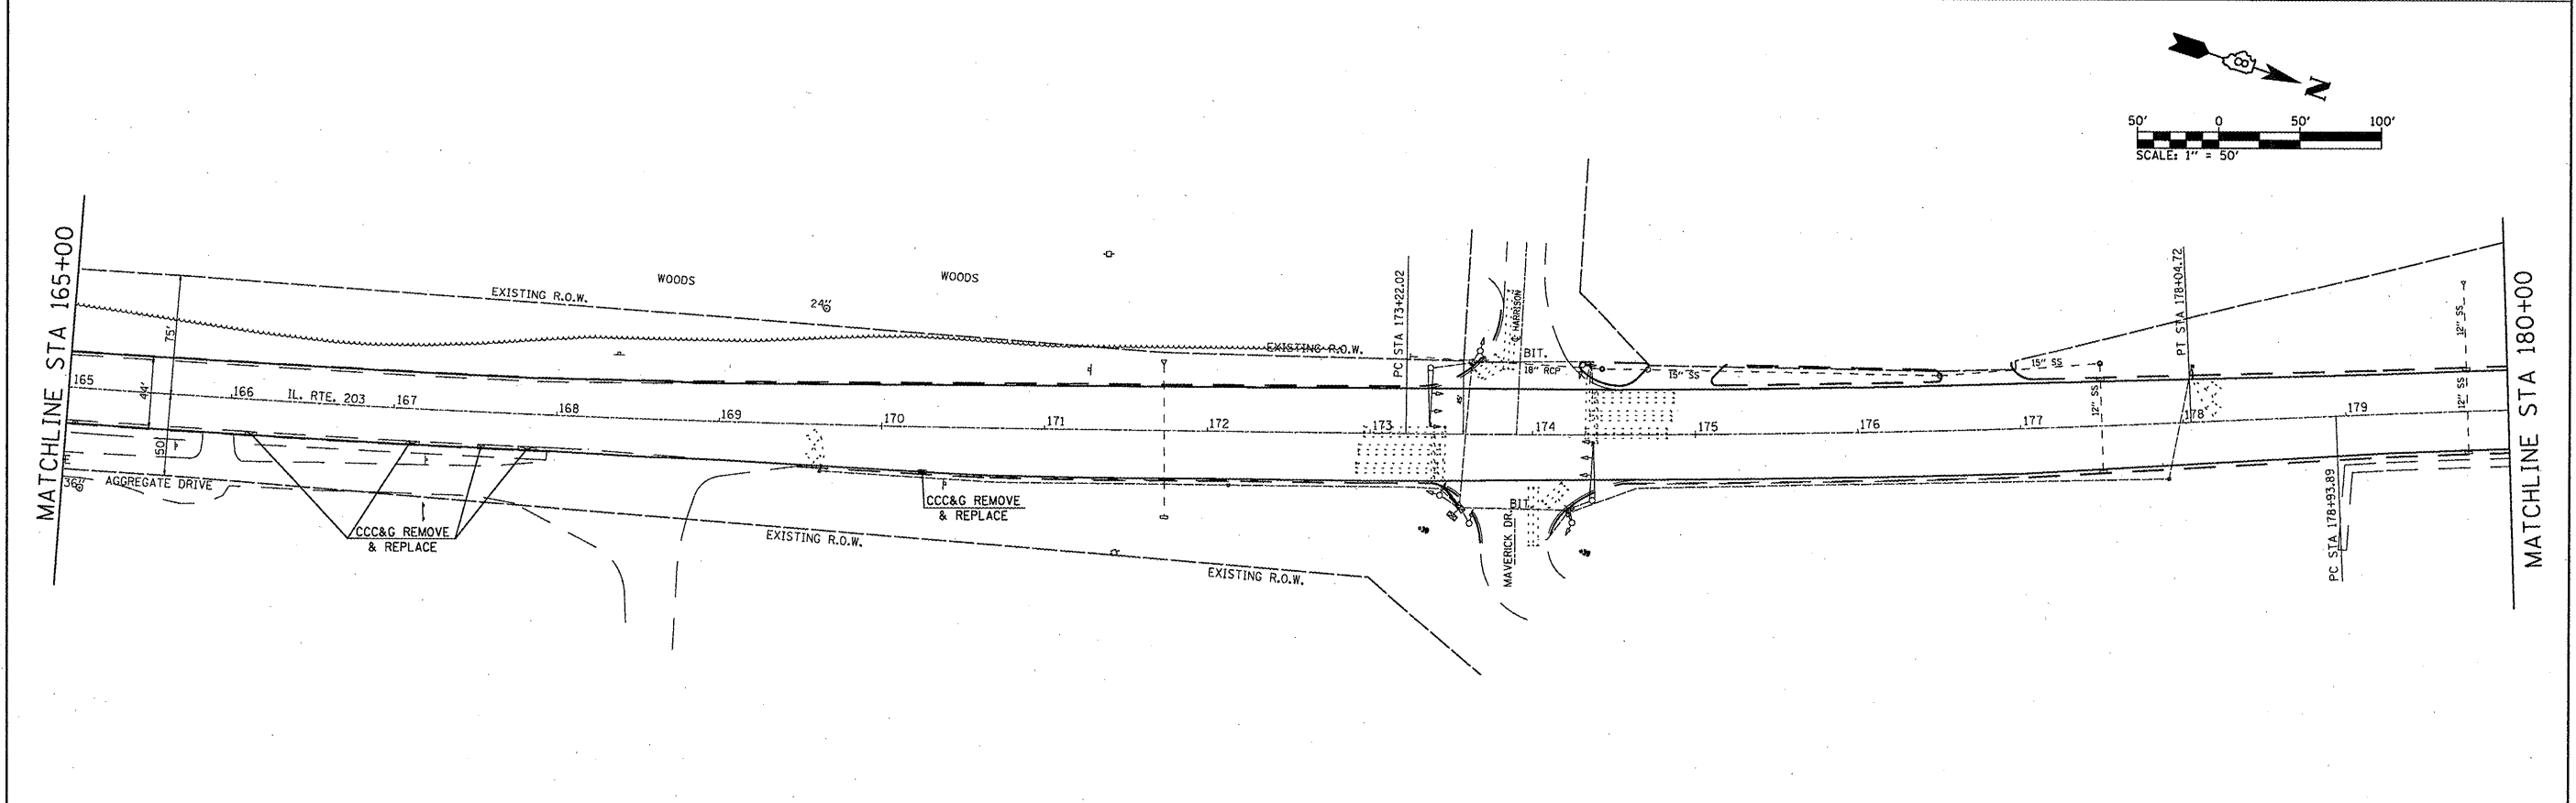 N
50' 0 50' 100'
SCALE: 1" = 50'
MATCHLINE STA 165+00
MATCHLINE STA 180+00
EXISTING R.O.W.
WOODS
WOODS
24"
75'
44'
50'
165
166
IL. RTE. 203
167
168
169
170
171
172
173
174
175
176
177
178
179
EXISTING R.O.W.
PC STA 173+22.02
HARRISON
BIT.
18" RCP
15" SS
15" SS
12" SS
PT STA 178+04.72
12" SS
12" SS
36"
AGGREGATE DRIVE
CCC&G REMOVE
& REPLACE
CCC&G REMOVE
& REPLACE
EXISTING R.O.W.
EXISTING R.O.W.
BIT.
MAVERICK DR.
PC STA 178+93.89